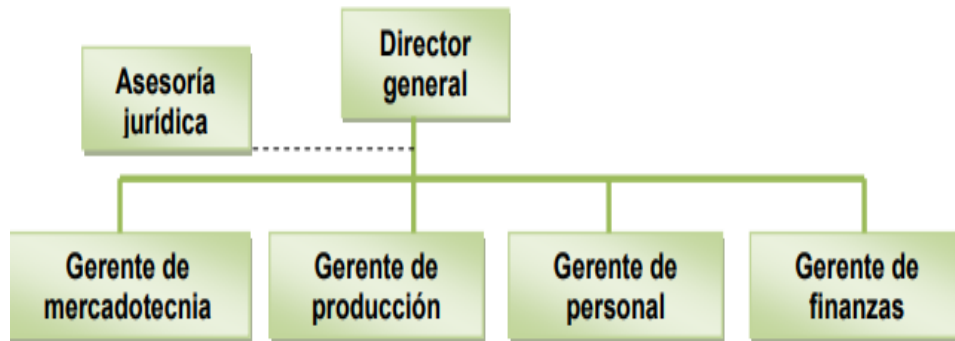 Director
general
Asesoría
jurídica
Gerente de
mercadotecnia
Gerente de
producción
Gerente de
personal
Gerente de
finanzas